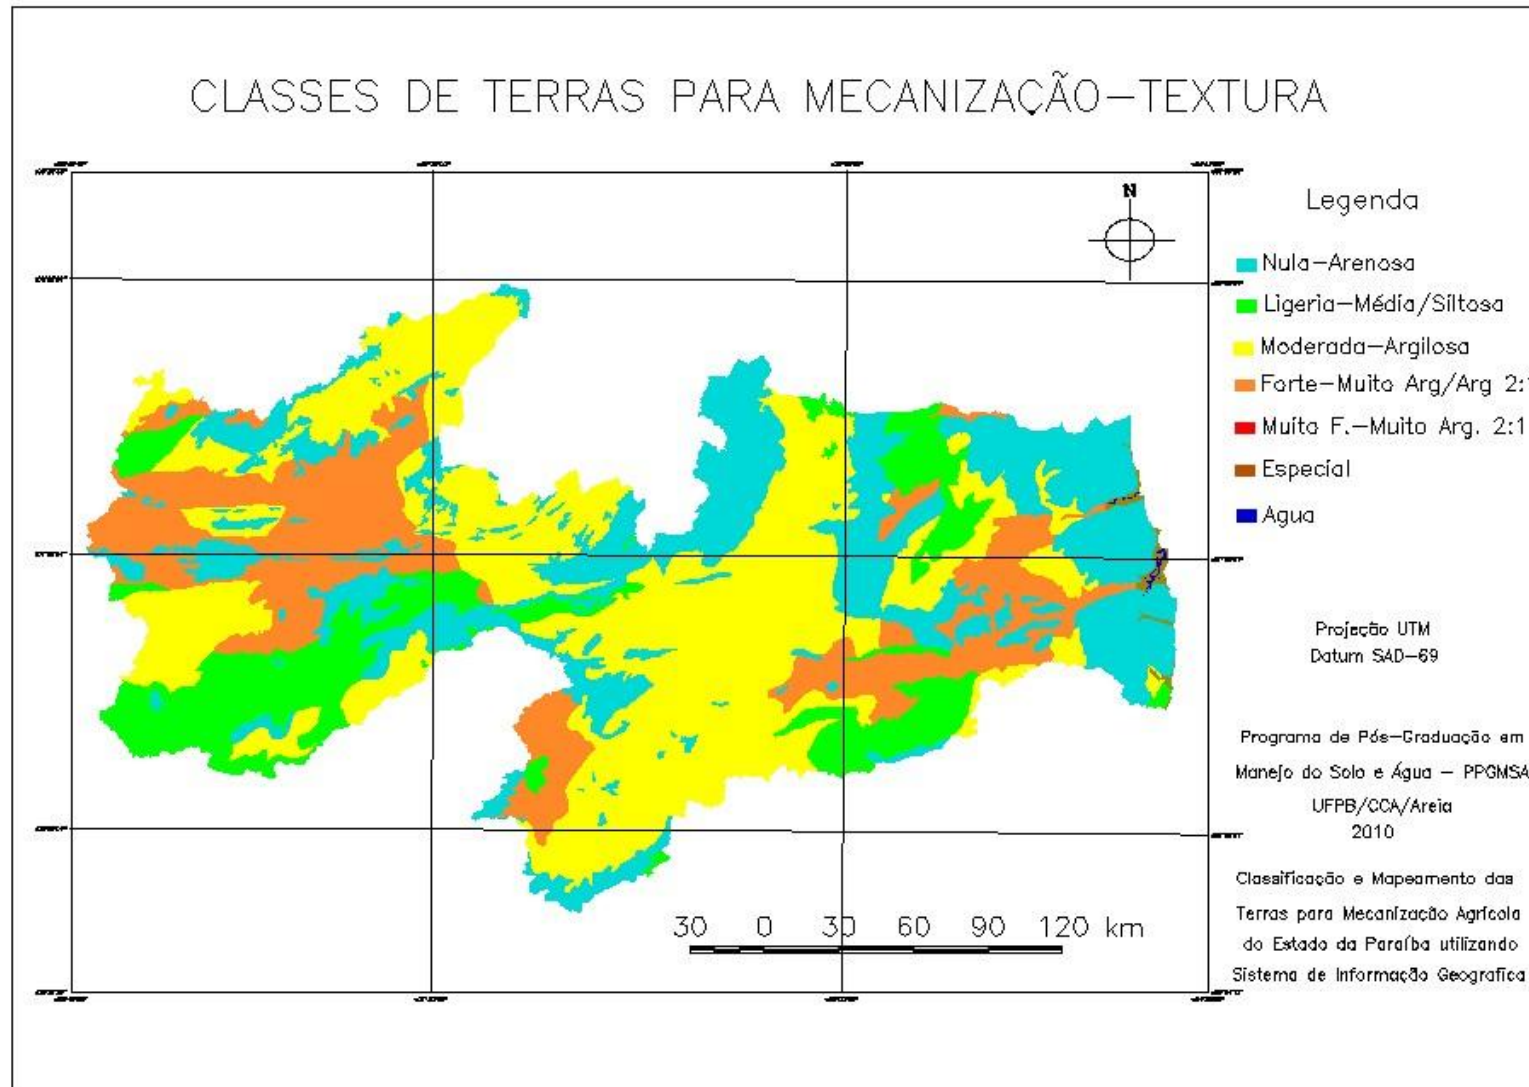 CLASSES DE TERRAS PARA MECANIZAÇÃO-TEXTURA
N
Legenda
Nula-Arenosa
Ligeria-Média/Siltosa
Moderada-Argilosa
Forte-Muito Arg/Arg 2:1
Muita F.-Muito Arg. 2:1
Especial
Agua
Projeção UTM
Datum SAD-69
Programa de Pós-Graduação em
Manejo do Solo e Água - PPGMSA
UFPB/CCA/Areia
2010
Classificação e Mapeamento das
Terras para Mecanização Agrícola
do Estado da Paraíba utilizando
Sistema de Informação Geografica
30 0 30 60 90 120 km